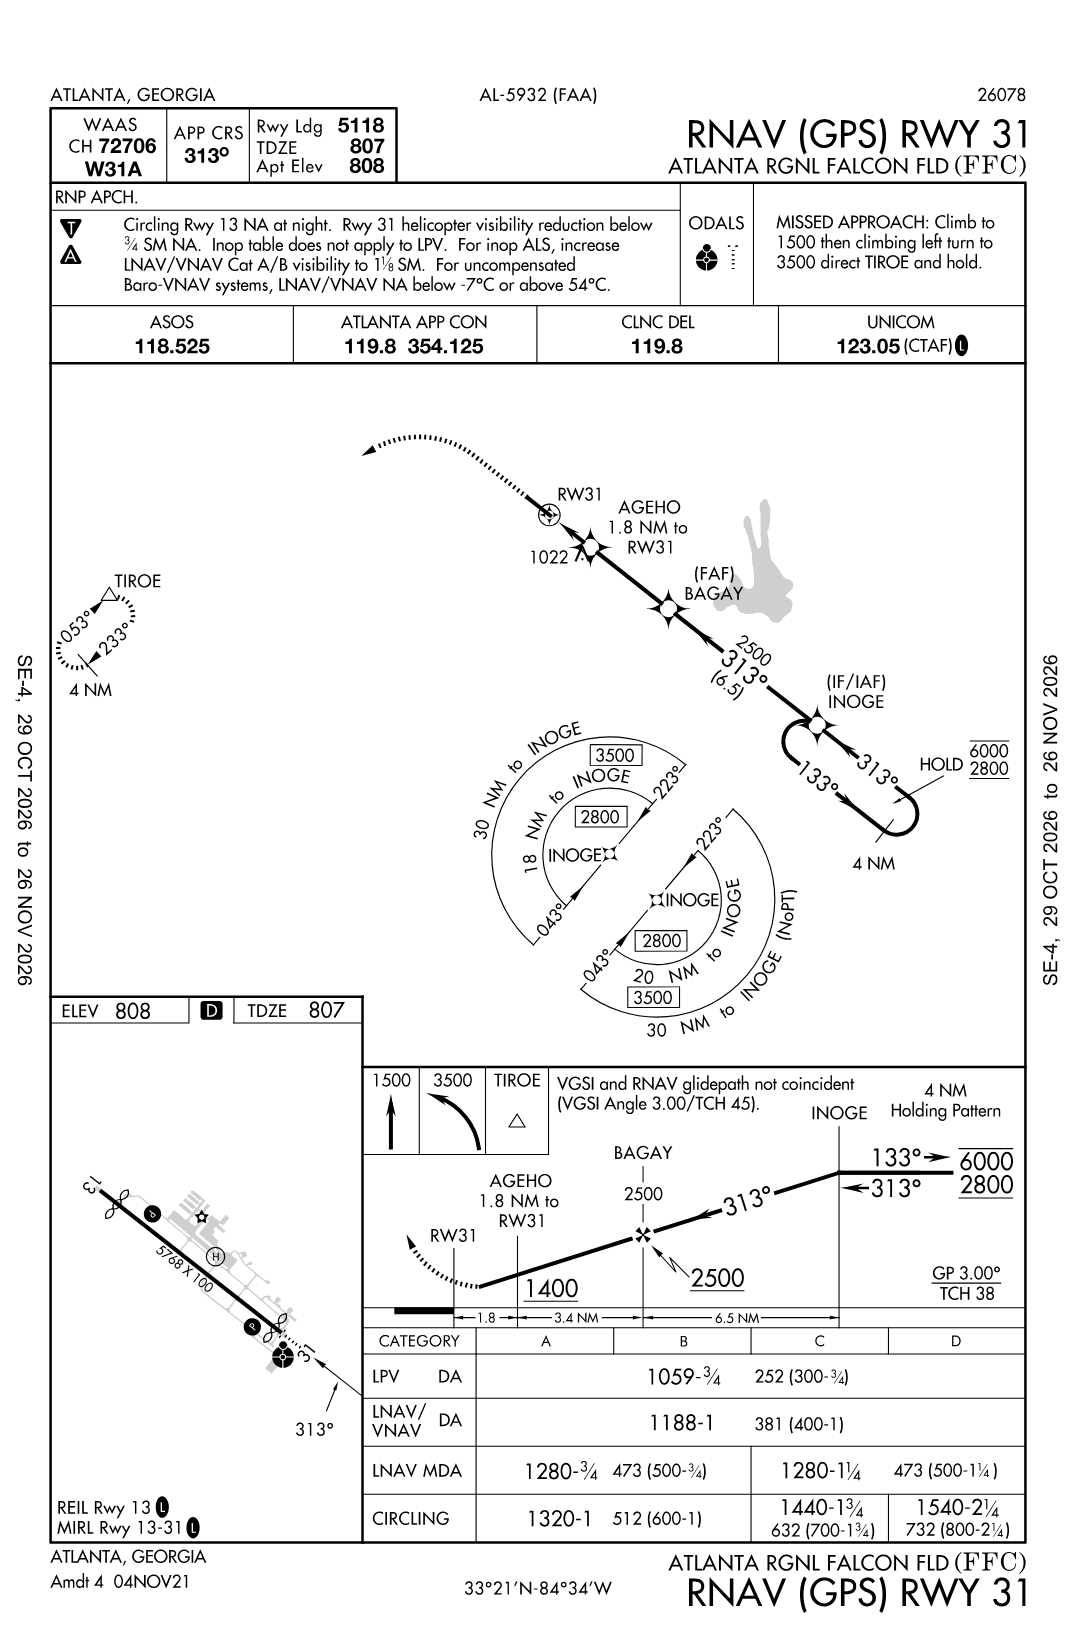 ATLANTA, GEORGIA
AL-5932 (FAA)
26078
WAAS
CH 72706
W31A
APP CRS
313°
Rwy Ldg 5118
TDZE 807
Apt Elev 808
RNAV (GPS) RWY 31
ATLANTA RGNL FALCON FLD (FFC)
RNP APCH.
T
A
Circling Rwy 13 NA at night. Rwy 31 helicopter visibility reduction below
¾ SM NA. Inop table does not apply to LPV. For inop ALS, increase
LNAV/VNAV Cat A/B visibility to 1⅛ SM. For uncompensated
Baro-VNAV systems, LNAV/VNAV NA below -7°C or above 54°C.
ODALS
MISSED APPROACH: Climb to
1500 then climbing left turn to
3500 direct TIROE and hold.
ASOS
118.525
ATLANTA APP CON
119.8 354.125
CLNC DEL
119.8
UNICOM
123.05 (CTAF) L
RW31
AGEHO
1.8 NM to
RW31
1022
(FAF)
BAGAY
TIROE
053°
233°
4 NM
2500
313°
(6.5)
(IF/IAF)
INOGE
HOLD
6000
2800
313°
133°
4 NM
30 NM to INOGE
3500
18 NM to INOGE
2800
223°
INOGE
043°
223°
INOGE
2800
043°
20 NM to INOGE
3500
30 NM to INOGE (NoPT)
SE-4, 29 OCT 2026 to 26 NOV 2026
SE-4, 29 OCT 2026 to 26 NOV 2026
ELEV 808
D
TDZE 807
13
P
H
5768 X 100
P
31
313°
REIL Rwy 13 L
MIRL Rwy 13-31 L
1500
3500
TIROE
VGSI and RNAV glidepath not coincident
(VGSI Angle 3.00/TCH 45).
4 NM
Holding Pattern
INOGE
BAGAY
2500
AGEHO
1.8 NM to
RW31
RW31
133°
313°
6000
2800
313°
2500
1400
GP 3.00°
TCH 38
1.8
3.4 NM
6.5 NM
CATEGORY A B C D
LPV DA 1059-¾ 252 (300-¾)
LNAV/
VNAV DA 1188-1 381 (400-1)
LNAV MDA 1280-¾ 473 (500-¾) 1280-1¼ 473 (500-1¼)
CIRCLING 1320-1 512 (600-1)
1440-1¾
632 (700-1¾)
1540-2¼
732 (800-2¼)
ATLANTA, GEORGIA
Amdt 4 04NOV21
33°21'N-84°34'W
ATLANTA RGNL FALCON FLD (FFC)
RNAV (GPS) RWY 31